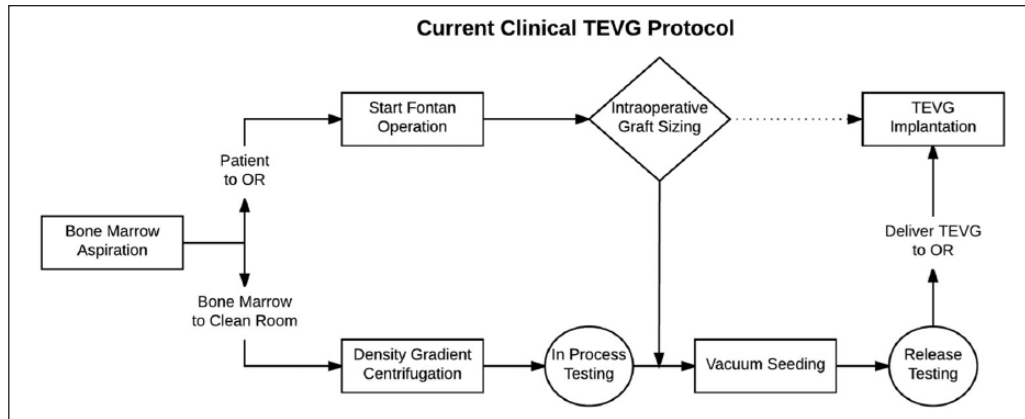 Current Clinical TEVG Protocol
Start Fontan
Operation
Intraoperative
Graft Sizing
TEVG
Implantation
Patient
to OR
Bone Marrow
Aspiration
Deliver TEVG
to OR
Bone Marrow
to Clean Room
Density Gradient
Centrifugation
In Process
Testing
Vacuum Seeding
Release
Testing